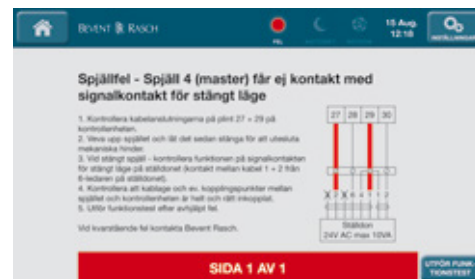 BEVENT RASCH
FEL
15 Aug.
12:18
INSTÄLLNINGAR
Spjällfel - Spjäll 4 (master) får ej kontakt med
signalkontakt för stängt läge
1. Kontrollera kabelanslutningarna på plint 27 + 29 på
kontrollenheten.
2. Veva upp spjället och låt det sedan stänga för att utesluta
mekaniska hinder.
3. Vid stängt spjäll - kontrollera funktionen på signalkontakten
för stängt läge på ställdonet (kontakt mellan kabel 1 + 2 från
6-ledaren på ställdonet).
4. Kontrollera att kablage och ev. kopplingspunkter mellan
spjället och kontrollenheten är helt och rätt inkopplat.
5. Utför funktionstest efter avhjälpt fel.
Vid kvarstående fel kontakta Bevent Rasch.
27 28 29 30
Ställdon
24V AC max 10VA
SIDA 1 AV 1
UTFÖR FUNK-
TIONSTEST